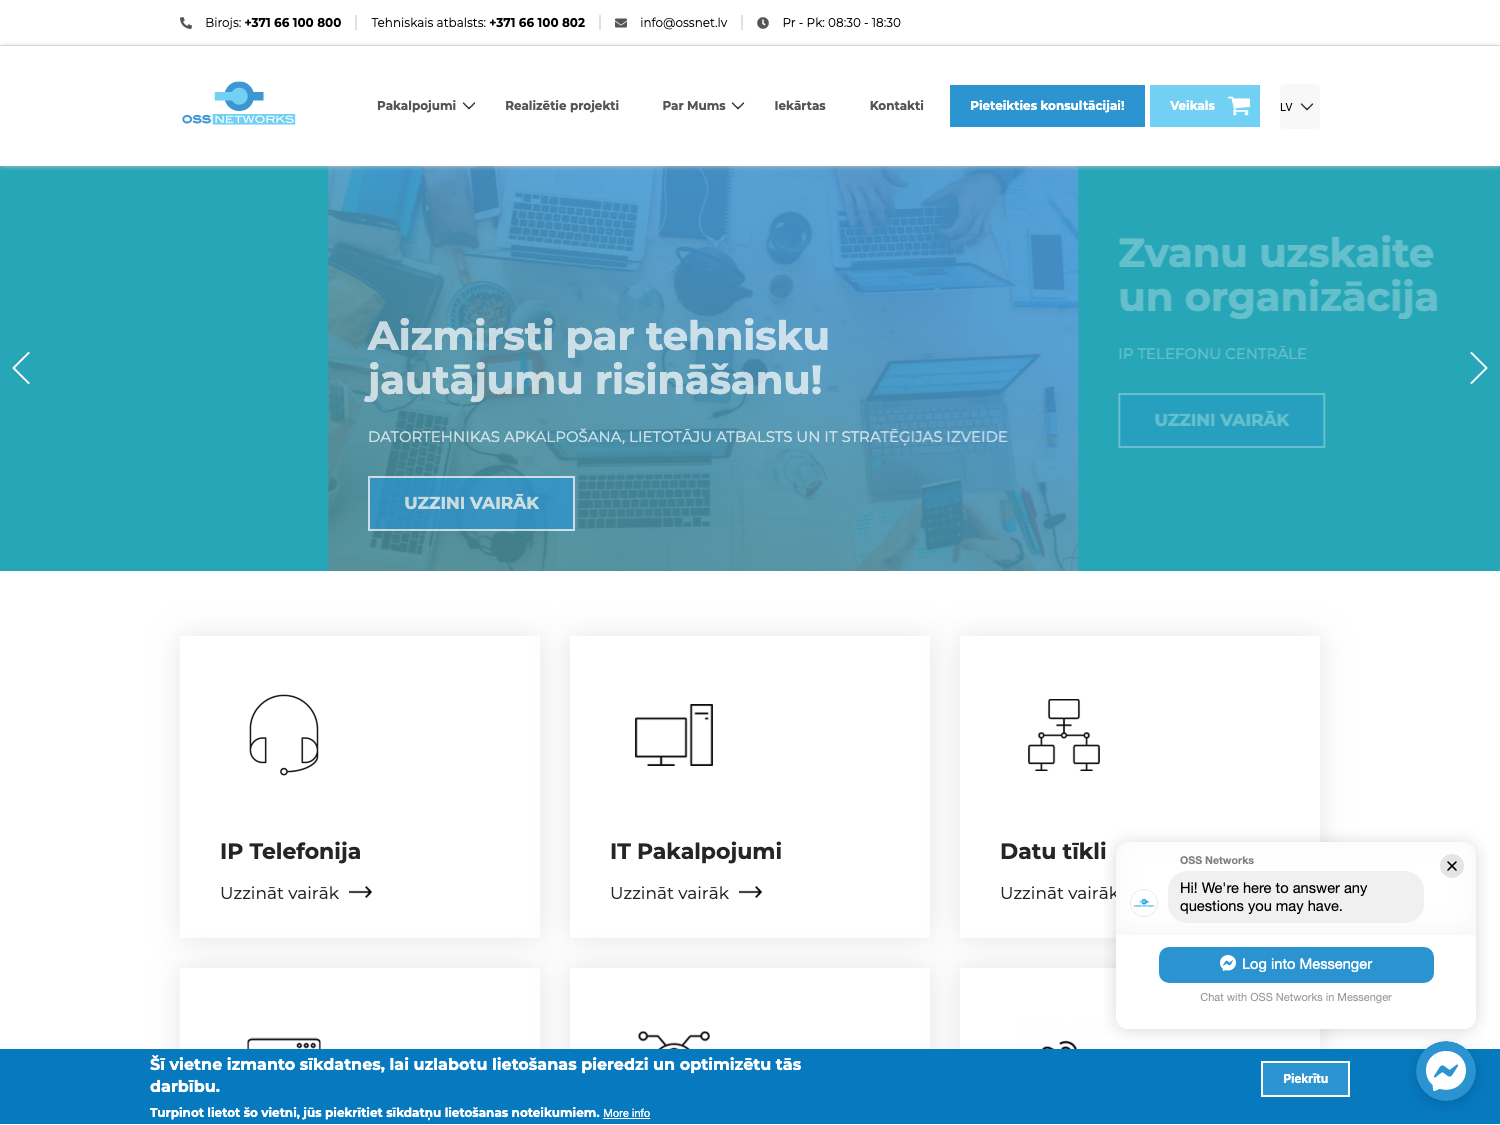 Birojs: +371 66 100 800
Tehniskais atbalsts: +371 66 100 802
info@ossnet.lv
Pr - Pk: 08:30 - 18:30
OSS NETWORKS
Pakalpojumi
Realizētie projekti
Par Mums
Iekārtas
Kontakti
Pieteikties konsultācijai!
Veikals
LV
Aizmirsti par tehnisku
jautājumu risināšanu!
DATORTEHNIKAS APKALPOŠANA, LIETOTĀJU ATBALSTS UN IT STRATĒĢIJAS IZVEIDE
UZZINI VAIRĀK
Zvanu uzskaite
un organizācija
IP TELEFONU CENTRĀLE
UZZINI VAIRĀK
IP Telefonija
Uzzināt vairāk
IT Pakalpojumi
Uzzināt vairāk
Datu tīkli
Uzzināt vairāk
OSS Networks
Hi! We're here to answer any
questions you may have.
Log into Messenger
Chat with OSS Networks in Messenger
Šī vietne izmanto sīkdatnes, lai uzlabotu lietošanas pieredzi un optimizētu tās
darbību.
Turpinot lietot šo vietni, jūs piekrītiet sīkdatņu lietošanas noteikumiem. More info
Piekrītu